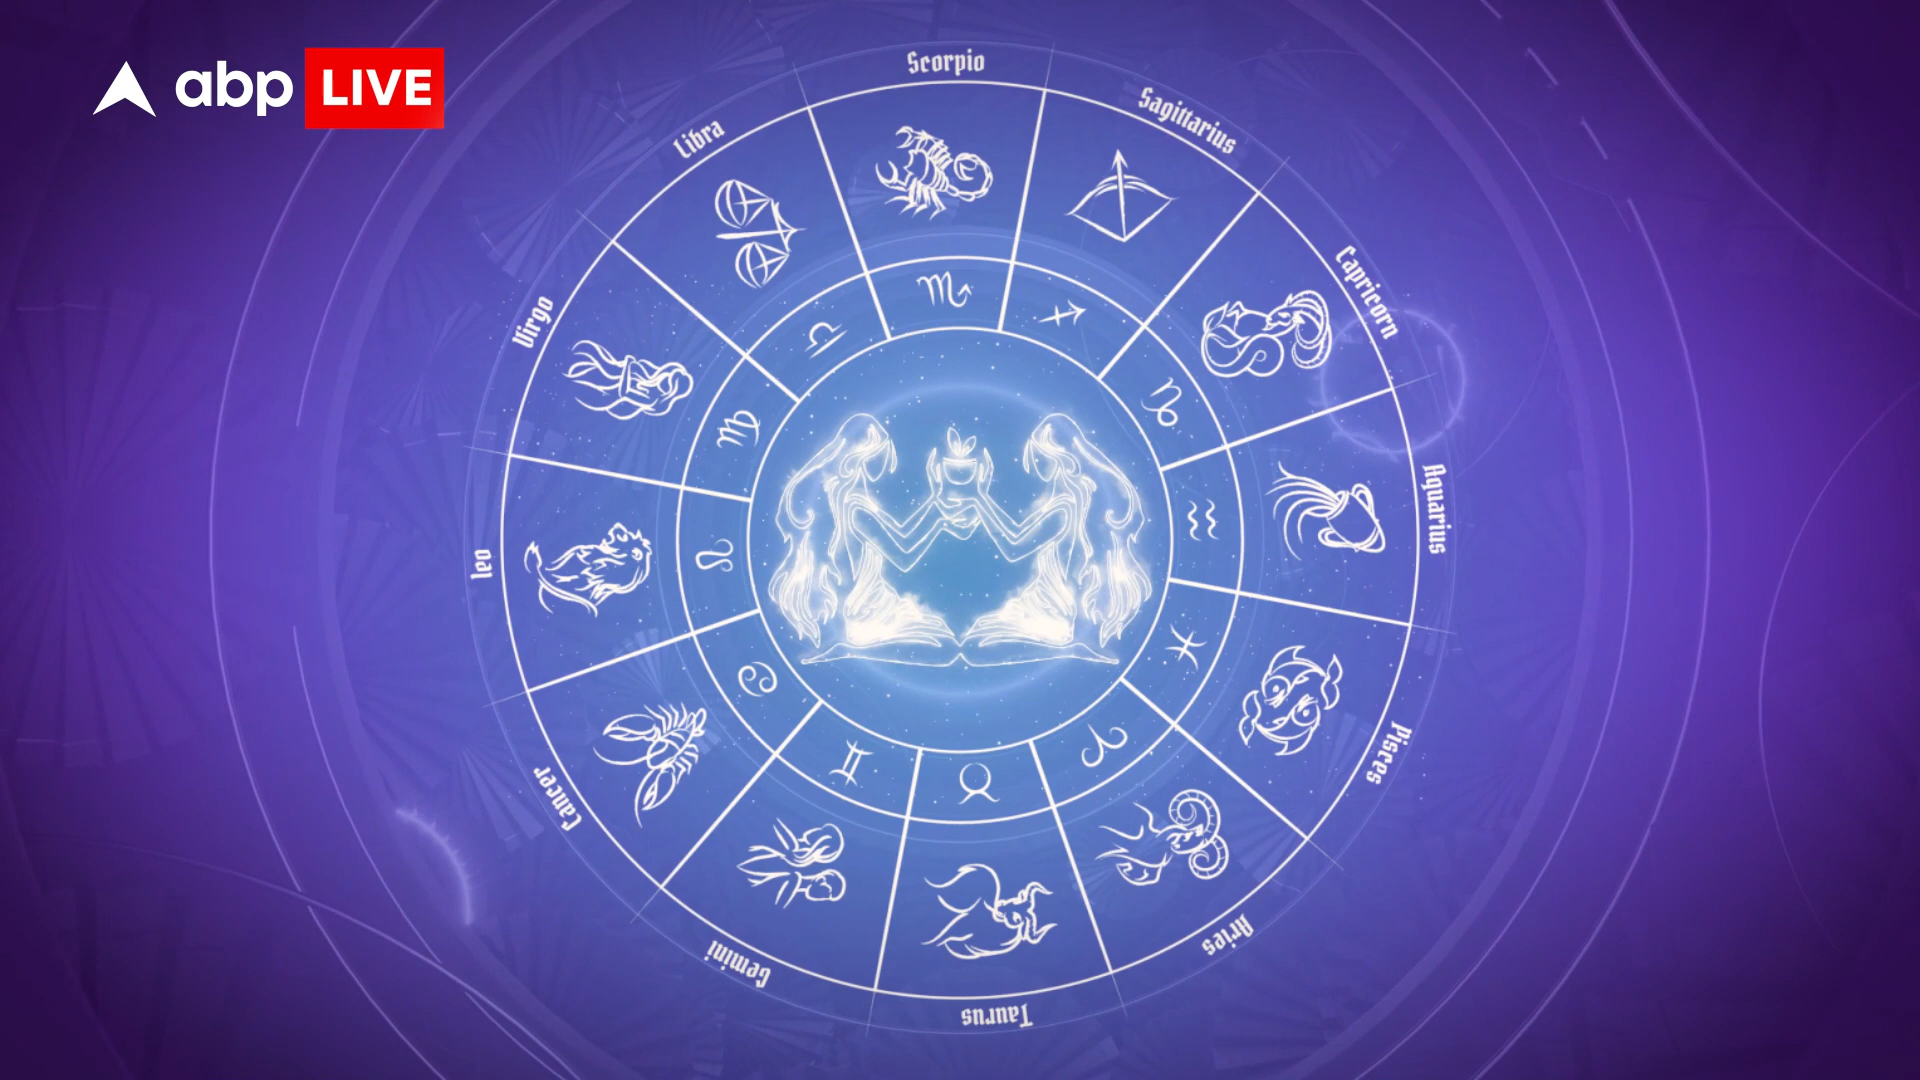 abp LIVE
Scorpio
Sagittarius
Capricorn
Aquarius
Pisces
Aries
Taurus
Gemini
Cancer
Leo
Virgo
Libra